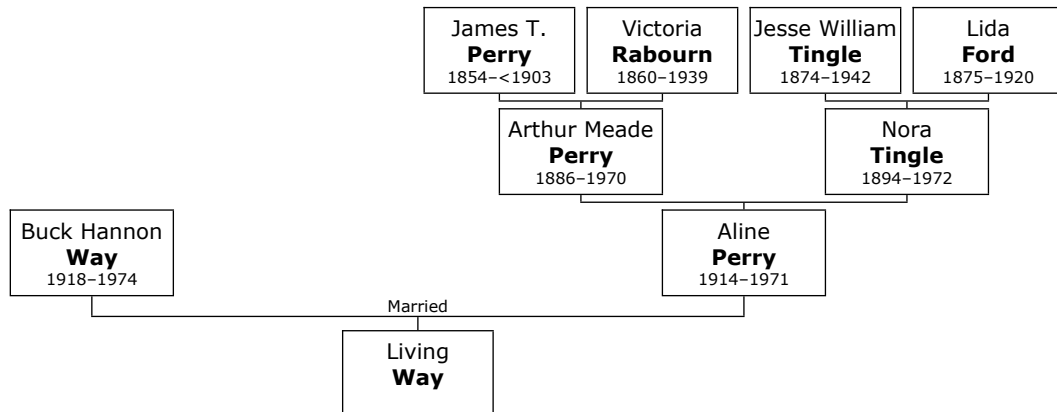 James T.
Perry
1854–<1903
Victoria
Rabourn
1860–1939
Jesse William
Tingle
1874–1942
Lida
Ford
1875–1920
Arthur Meade
Perry
1886–1970
Nora
Tingle
1894–1972
Buck Hannon
Way
1918–1974
Aline
Perry
1914–1971
Married
Living
Way